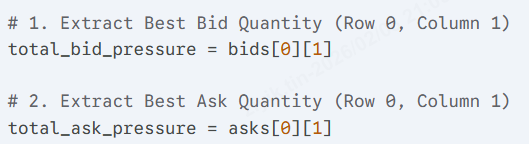 # 1. Extract Best Bid Quantity (Row 0, Column 1)
total_bid_pressure = bids[0][1]
# 2. Extract Best Ask Quantity (Row 0, Column 1)
total_ask_pressure = asks[0][1]